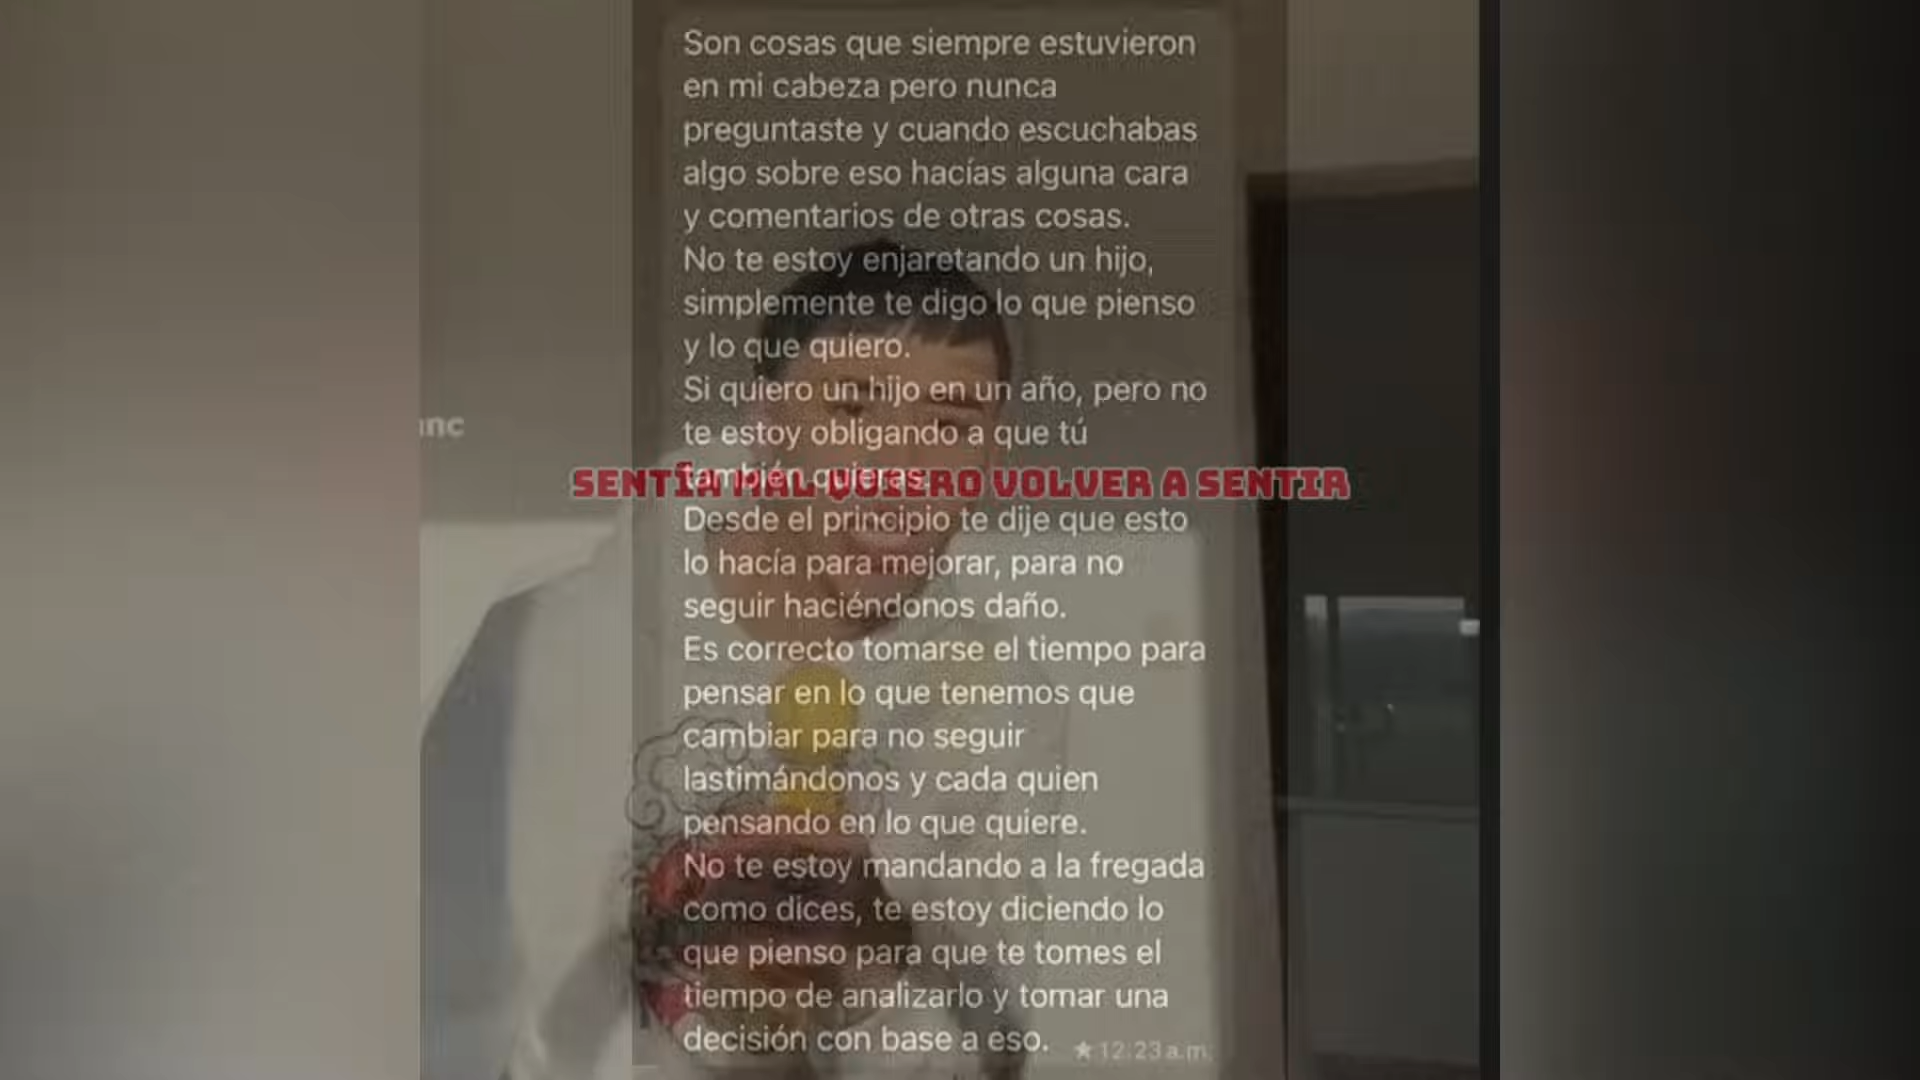 Son cosas que siempre estuvieron
en mi cabeza pero nunca
preguntaste y cuando escuchabas
algo sobre eso hacías alguna cara
y comentarios de otras cosas.
No te estoy enjaretando un hijo,
simplemente te digo lo que pienso
y lo que quiero.
Si quiero un hijo en un año, pero no
te estoy obligando a que tú
también quieras.
SENTÍA MAL QUIERO VOLVER A SENTIR
Desde el principio te dije que esto
lo hacía para mejorar, para no
seguir haciéndonos daño.
Es correcto tomarse el tiempo para
pensar en lo que tenemos que
cambiar para no seguir
lastimándonos y cada quien
pensando en lo que quiere.
No te estoy mandando a la fregada
como dices, te estoy diciendo lo
que pienso para que te tomes el
tiempo de analizarlo y tomar una
decisión con base a eso.
★ 12:23 a.m.